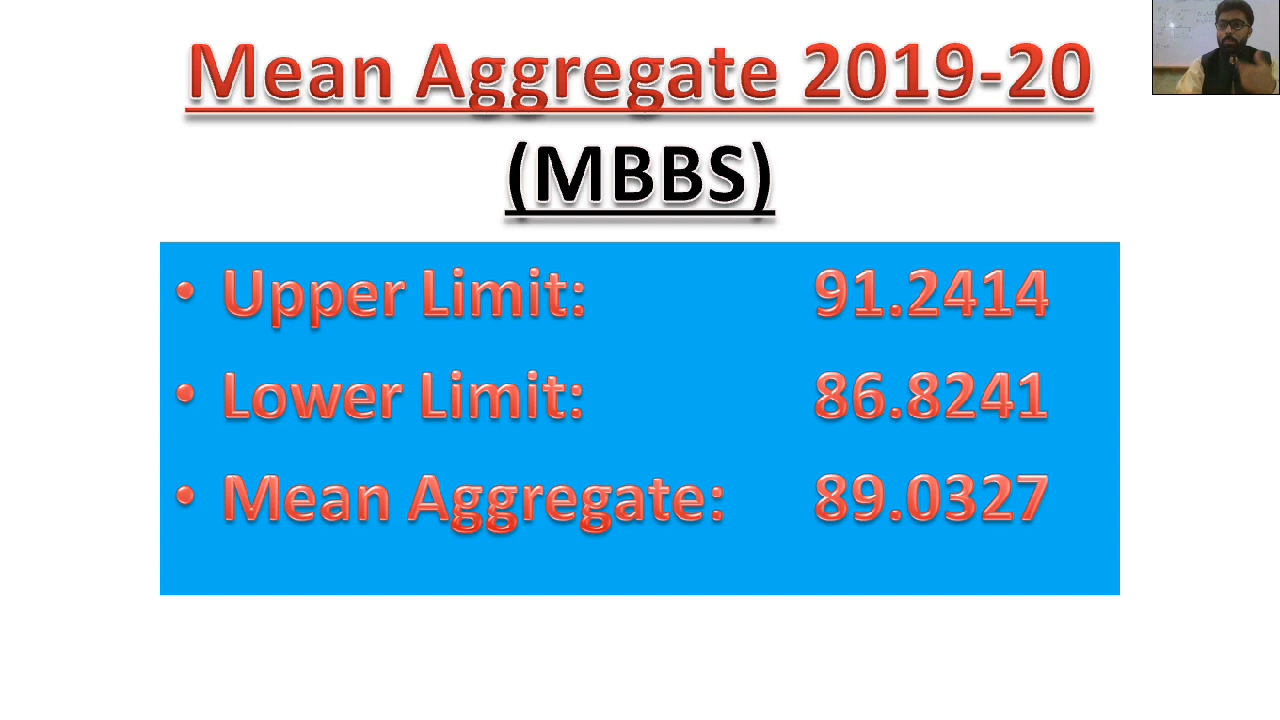 Mean Aggregate 2019-20
(MBBS)
• Upper Limit: 91.2414
• Lower Limit: 86.8241
• Mean Aggregate: 89.0327